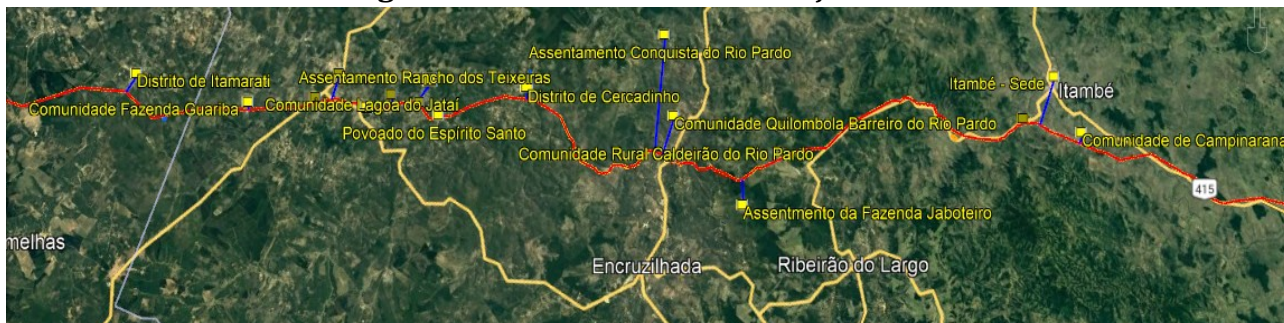 Assentamento Conquista do Rio Pardo
Distrito de Itamarati
Assentamento Rancho dos Teixeiras
Itambé - Sede
Itambé
Distrito de Cercadinho
Comunidade Fazenda Guariba
Comunidade Lagoa do Jataí
Comunidade Quilombola Barreiro do Rio Pardo
Povoado do Espírito Santo
Comunidade de Campinarana
Comunidade Rural Caldeirão do Rio Pardo
415
Assentmento da Fazenda Jaboteiro
melhas
Encruzilhada
Ribeirão do Largo